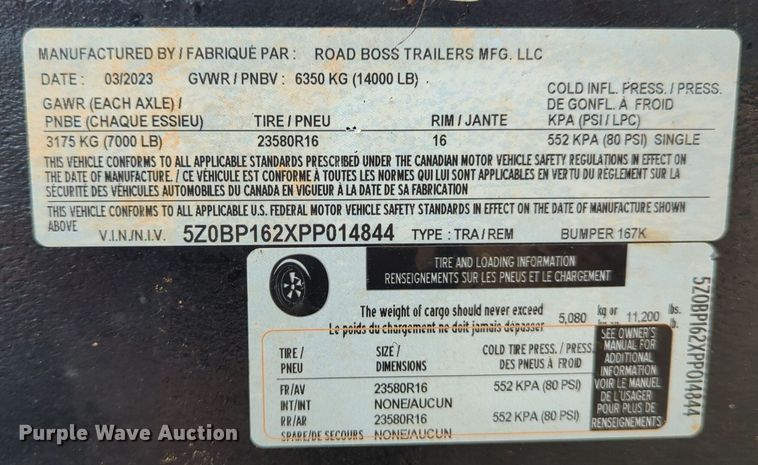 MANUFACTURED BY / FABRIQUÉ PAR : ROAD BOSS TRAILERS MFG. LLC
DATE : 03/2023 GVWR / PNBV : 6350 KG (14000 LB)
GAWR (EACH AXLE) / COLD INFL. PRESS. / PRESS.
PNBE (CHAQUE ESSIEU) TIRE / PNEU RIM / JANTE DE GONFL. À FROID
KPA (PSI / LPC)
3175 KG (7000 LB) 23580R16 16 552 KPA (80 PSI) SINGLE
THIS VEHICLE CONFORMS TO ALL APPLICABLE STANDARDS PRESCRIBED UNDER THE CANADIAN MOTOR VEHICLE SAFETY REGULATIONS IN EFFECT ON
THE DATE OF MANUFACTURE. / CE VÉHICULE EST CONFORME À TOUTES LES NORMES QUI LUI SONT APPLICABLES EN VERTU DU RÈGLEMENT SUR LA
SÉCURITÉ DES VÉHICULES AUTOMOBILES DU CANADA EN VIGUEUR À LA DATE DE SA FABRICATION
THIS VEHICLE CONFORMS TO ALL APPLICABLE U.S. FEDERAL MOTOR VEHICLE SAFETY STANDARDS IN EFFECT ON THE DATE OF MANUFACTURE SHOWN
ABOVE
V.I.N./N.I.V. 5Z0BP162XPP014844 TYPE : TRA / REM BUMPER 167K
TIRE AND LOADING INFORMATION
RENSEIGNEMENTS SUR LES PNEUS ET LE CHARGEMENT
The weight of cargo should never exceed 5,080 kg or 11,200 lbs.
Le poids du chargement ne doit jamais dépasser lb.
TIRE / SIZE / COLD TIRE PRESS. / PRESS.
PNEU DIMENSIONS DES PNEUS À FROID
FR/AV 23580R16 552 KPA (80 PSI)
INT/INT NONE/AUCUN
RR/AR 23580R16 552 KPA (80 PSI)
SPARE/DE SECOURS NONE/AUCUN
SEE OWNER'S
MANUAL FOR
ADDITIONAL
INFORMATION
VOIR LE MANUEL
DE L'USAGER
POUR PLUS DE
RENSEIGNEMENTS
5Z0BP162XPP014844
Purple Wave Auction